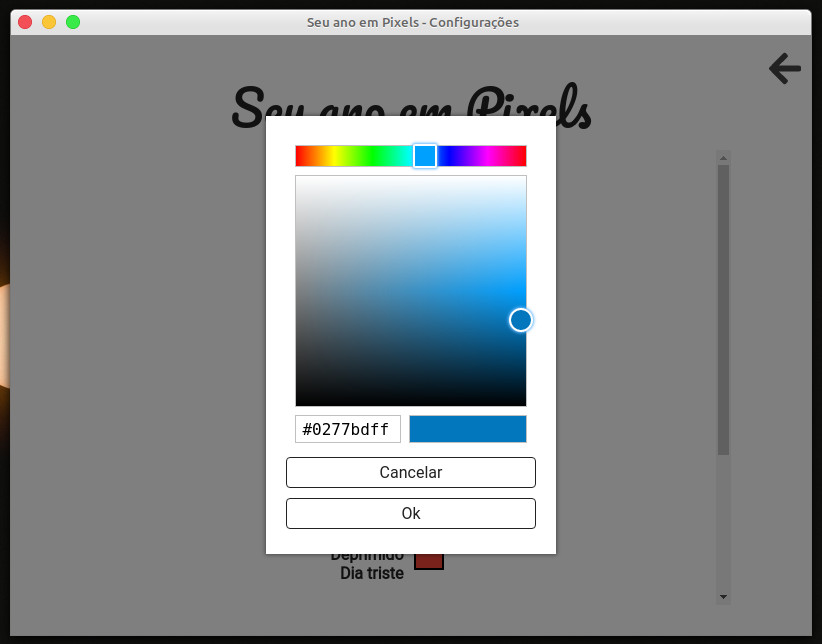 Seu ano em Pixels - Configurações
Seu ano em Pixels
#0277bdff
Cancelar
Ok
Deprimido
Dia triste